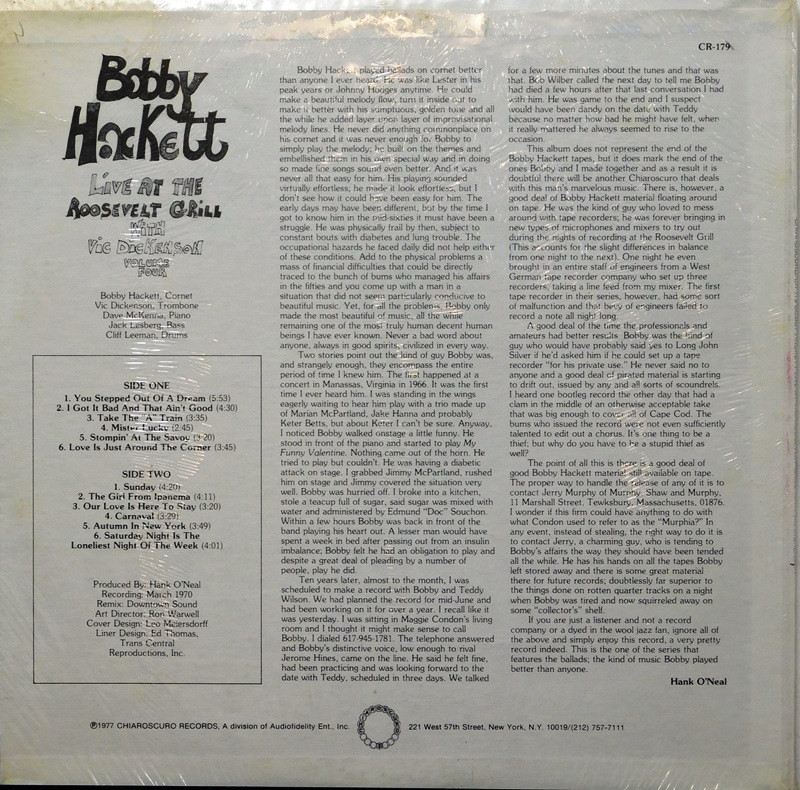 CR-179
Bobby
Hackett
LIVE AT THE
ROOSEVELT GRILL
WITH
VIC DICKENSON
VOLUME
FOUR
Bobby Hackett, Cornet
Vic Dickenson, Trombone
Dave McKenna, Piano
Jack Lesberg, Bass
Cliff Leeman, Drums
SIDE ONE
1. You Stepped Out Of A Dream (5:53)
2. I Got It Bad And That Ain't Good (4:30)
3. Take The "A" Train (3:35)
4. Mister Lucky (2:45)
5. Stompin' At The Savoy (3:20)
6. Love Is Just Around The Corner (3:45)
SIDE TWO
1. Sunday (4:20)
2. The Girl From Ipanema (4:11)
3. Our Love Is Here To Stay (3:20)
4. Carnaval (3:29)
5. Autumn In New York (3:49)
6. Saturday Night Is The
Loneliest Night Of The Week (4:01)
Produced By: Hank O'Neal
Recording: March 1970
Remix: Downtown Sound
Art Director: Ron Warwell
Cover Design: Leo Meiersdorff
Liner Design: Ed Thomas,
Trans Central
Reproductions, Inc.
Bobby Hackett played ballads on cornet better
than anyone I ever heard. He was like Lester in his
peak years or Johnny Hodges anytime. He could
make a beautiful melody flow, turn it inside out to
make it better with his sumptuous, golden tone and all
the while he added layer upon layer of improvisational
melody lines. He never did anything commonplace on
his cornet and it was never enough for Bobby to
simply play the melody; he built on the themes and
embellished them in his own special way and in doing
so made fine songs sound even better. And it was
never all that easy for him. His playing sounded
virtually effortless; he made it look effortless, but I
don't see how it could have been easy for him. The
early days may have been different, but by the time I
got to know him in the mid-sixties it must have been a
struggle. He was physically frail by then, subject to
constant bouts with diabetes and lung trouble. The
occupational hazards he faced daily did not help either
of these conditions. Add to the physical problems a
mass of financial difficulties that could be directly
traced to the bunch of bums who managed his affairs
in the fifties and you come up with a man in a
situation that did not seem particularly conducive to
beautiful music. Yet, for all the problems, Bobby only
made the most beautiful of music, all the while
remaining one of the most truly human decent human
beings I have ever known. Never a bad word about
anyone, always in good spirits, civilized in every way.
Two stories point out the kind of guy Bobby was,
and strangely enough, they encompass the entire
period of time I knew him. The first happened at a
concert in Manassas, Virginia in 1966. It was the first
time I ever heard him. I was standing in the wings
eagerly waiting to hear him play with a trio made up
of Marian McPartland, Jake Hanna and probably
Keter Betts, but about Keter I can't be sure. Anyway,
I noticed Bobby walked onstage a little funny. He
stood in front of the piano and started to play My
Funny Valentine. Nothing came out of the horn. He
tried to play but couldn't. He was having a diabetic
attack on stage. I grabbed Jimmy McPartland, rushed
him on stage and Jimmy covered the situation very
well. Bobby was hurried off. I broke into a kitchen,
stole a teacup full of sugar, said sugar was mixed with
water and administered by Edmund "Doc" Souchon.
Within a few hours Bobby was back in front of the
band playing his heart out. A lesser man would have
spent a week in bed after passing out from an insulin
imbalance; Bobby felt he had an obligation to play and
despite a great deal of pleading by a number of
people, play he did.
Ten years later, almost to the month, I was
scheduled to make a record with Bobby and Teddy
Wilson. We had planned the record for mid-June and
had been working on it for over a year. I recall it like
it was yesterday. I was sitting in Maggie Condon's living
room and I thought it might make sense to call
Bobby. I dialed 617-945-1781. The telephone answered
and Bobby's distinctive voice, low enough to rival
Jerome Hines, came on the line. He said he felt fine,
had been practicing and was looking forward to the
date with Teddy, scheduled in three days. We talked
for a few more minutes about the tunes and that was
that. Bob Wilber called the next day to tell me Bobby
had died a few hours after that last conversation I had
with him. He was game to the end and I suspect
would have been dandy on the date with Teddy
because no matter how bad he might have felt, when
it really mattered he always seemed to rise to the
occasion.
This album does not represent the end of the
Bobby Hackett tapes, but it does mark the end of the
ones Bobby and I made together and as a result it is
doubtful there will be another Chiaroscuro that deals
with this man's marvelous music. There is, however, a
good deal of Bobby Hackett material floating around
on tape. He was the kind of guy who loved to mess
around with tape recorders; he was forever bringing in
new types of microphones and mixers to try out
during the nights of recording at the Roosevelt Grill
(This accounts for the slight differences in balance
from one night to the next). One night he even
brought in an entire staff of engineers from a West
German tape recorder company who set up three
recorders, taking a line feed from my mixer. The first
tape recorder in their series, however, had some sort
of malfunction and that bevy of engineers failed to
record a note all night long.
A good deal of the time the professionals and
amateurs had better results. Bobby was the kind of
guy who would have probably said yes to Long John
Silver if he'd asked him if he could set up a tape
recorder "for his private use." He never said no to
anyone and a good deal of pirated material is starting
to drift out, issued by any and all sorts of scoundrels.
I heard one bootleg record the other day that had a
clam in the middle of an otherwise acceptable take
that was big enough to cover all of Cape Cod. The
bums who issued the record were not even sufficiently
talented to edit out a chorus. It's one thing to be a
thief; but why do you have to be a stupid thief as
well?
The point of all this is there is a good deal of
good Bobby Hackett material still available on tape.
The proper way to handle the release of any of it is to
contact Jerry Murphy of Murphy, Shaw and Murphy,
11 Marshall Street, Tewksbury, Massachusetts, 01876.
I wonder if this firm could have anything to do with
what Condon used to refer to as the "Murphia?" In
any event, instead of stealing, the right way to do it is
to contact Jerry, a charming guy, who is tending to
Bobby's affairs the way they should have been tended
all the while. He has his hands on all the tapes Bobby
left stored away and there is some great material
there for future records; doubtlessly far superior to
the things done on rotten quarter tracks on a night
when Bobby was tired and now squirreled away on
some "collector's" shelf.
If you are just a listener and not a record
company or a dyed in the wool jazz fan, ignore all of
the above and simply enjoy this record, a very pretty
record indeed. This is the one of the series that
features the ballads; the kind of music Bobby played
better than anyone.
Hank O'Neal
℗1977 CHIAROSCURO RECORDS, A division of Audiofidelity Ent., Inc.
221 West 57th Street, New York, N.Y. 10019/(212) 757-7111